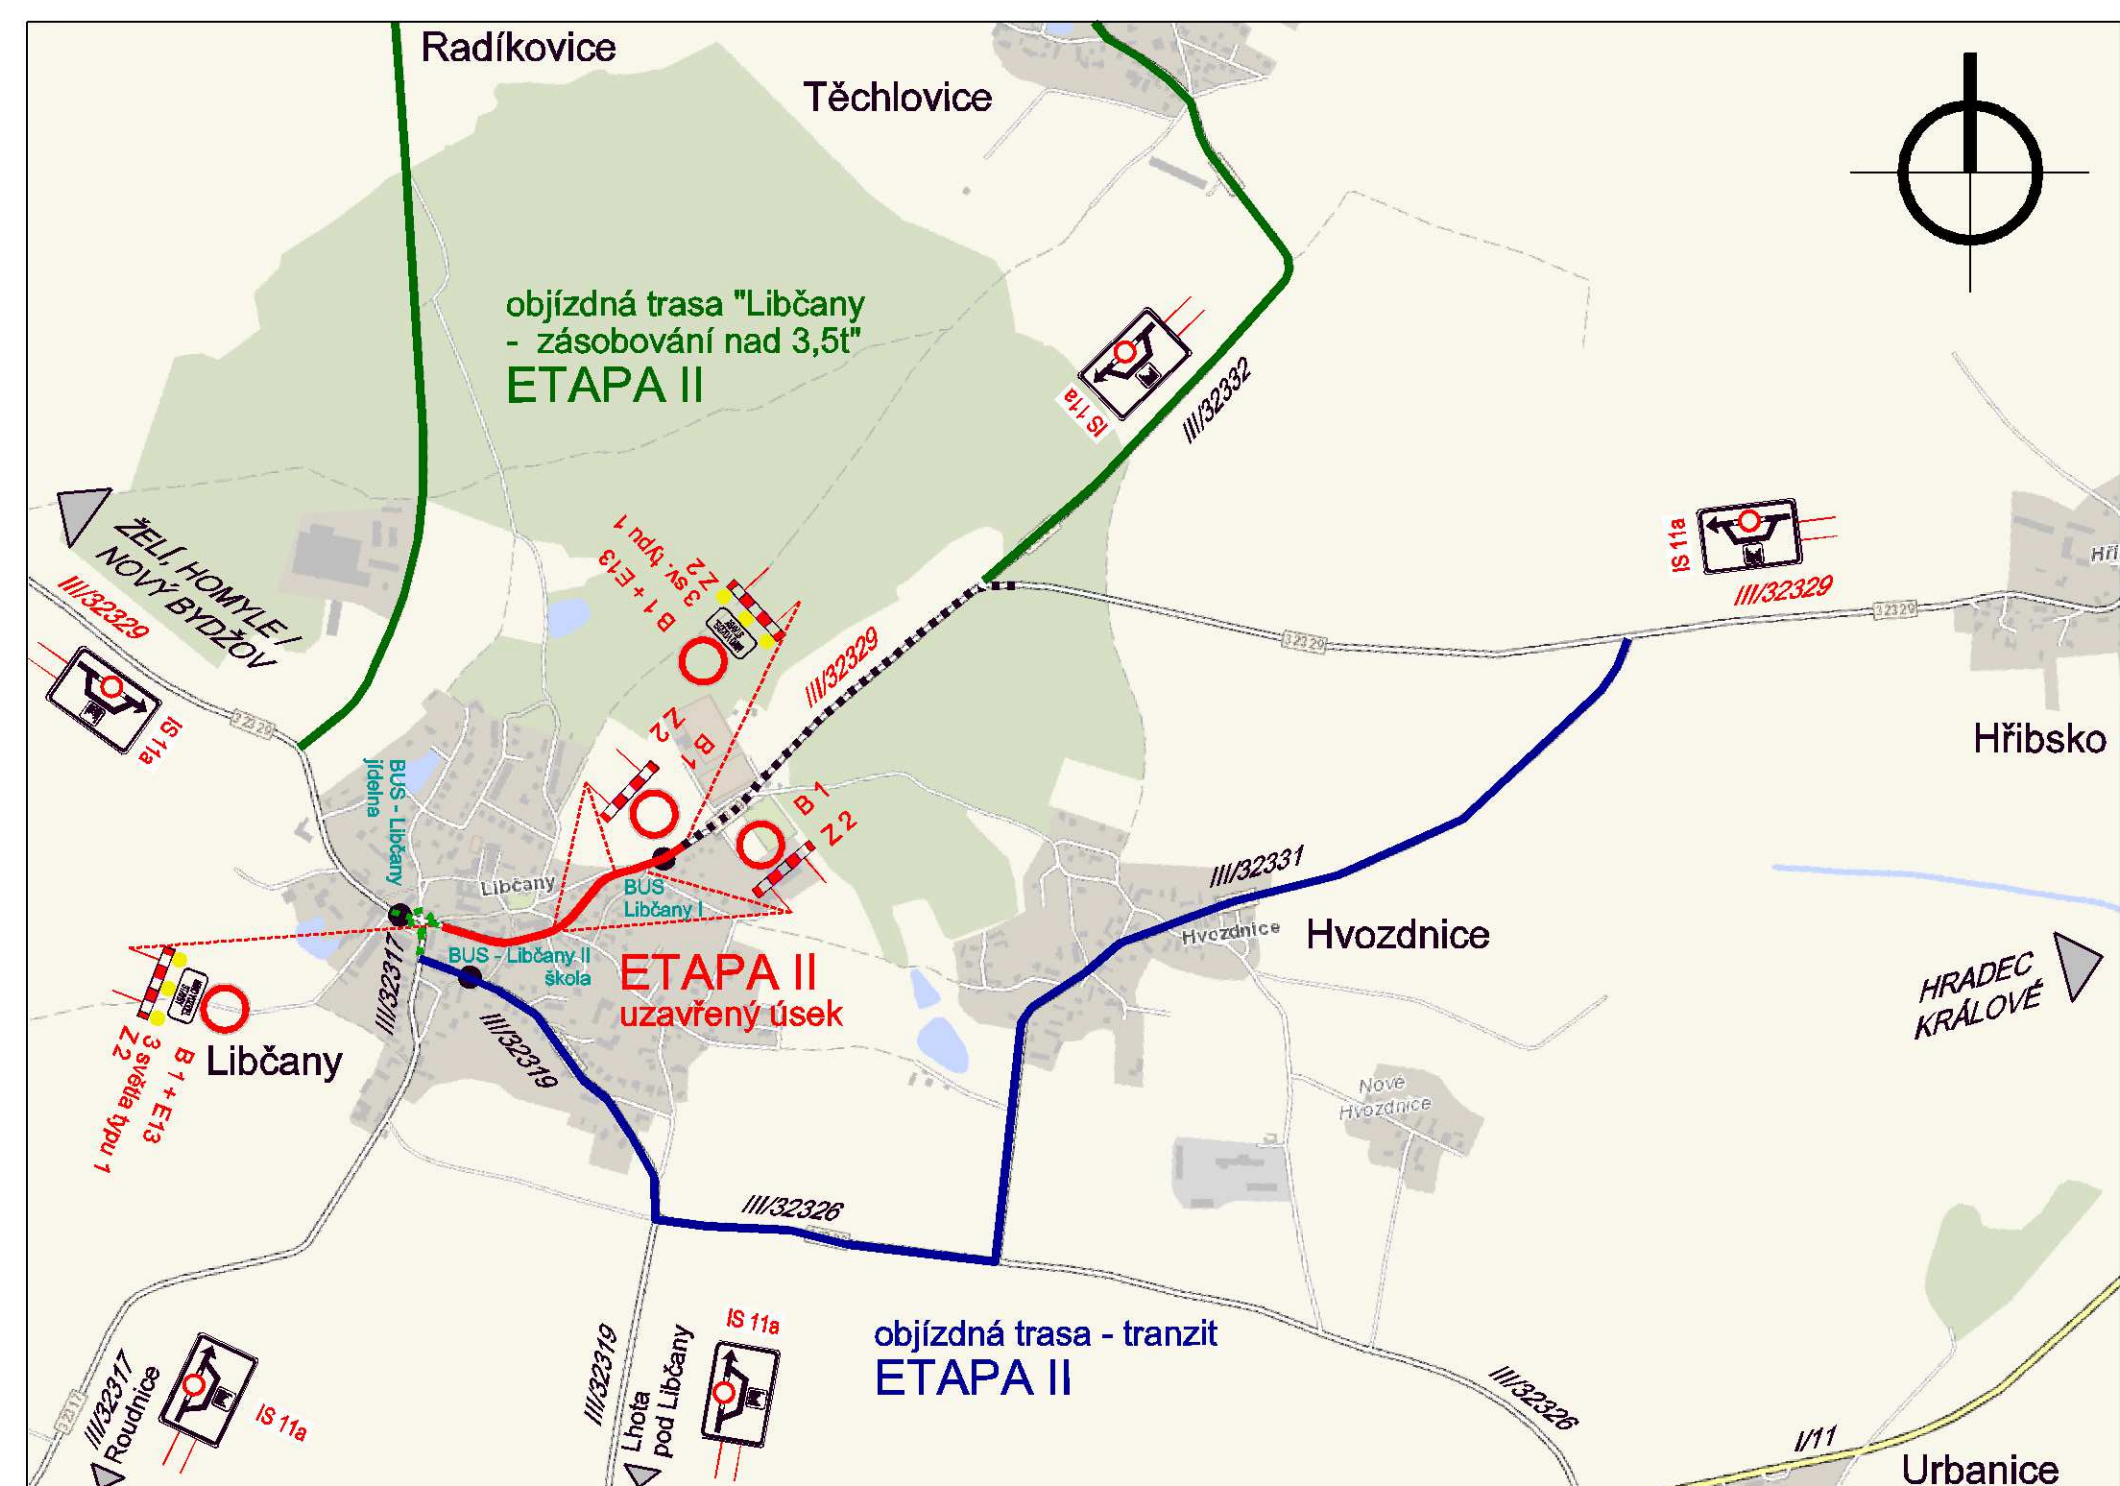 Radíkovice
Těchlovice
objízdná trasa "Libčany
- zásobování nad 3,5t"
ETAPA II
IS 11a
III/32332
ŽELÍ, HOMYLE /
NOVÝ BYDŽOV
III/32329
IS 11a
32329
B 1 + E13
3 sv. typu 1
Z 2
III/32329
32329
IS 11a
III/32329
32329
Hři
Hřibsko
BUS - Libčany
jídelna
Z 2
B 1
B 1
Z 2
Libčany
BUS
Libčany I
BUS - Libčany II
škola
ETAPA II
uzavřený úsek
III/32331
Hvozdnice
Hvozdnice
HRADEC
KRÁLOVÉ
III/32317
III/32319
Libčany
B 1 + E13
3 světla typu 1
Z 2
Nové
Hvozdnice
III/32326
objízdná trasa - tranzit
ETAPA II
IS 11a
III/32319
Lhota
pod Libčany
III/32317
Roudnice
32317
IS 11a
III/32326
I/11
Urbanice